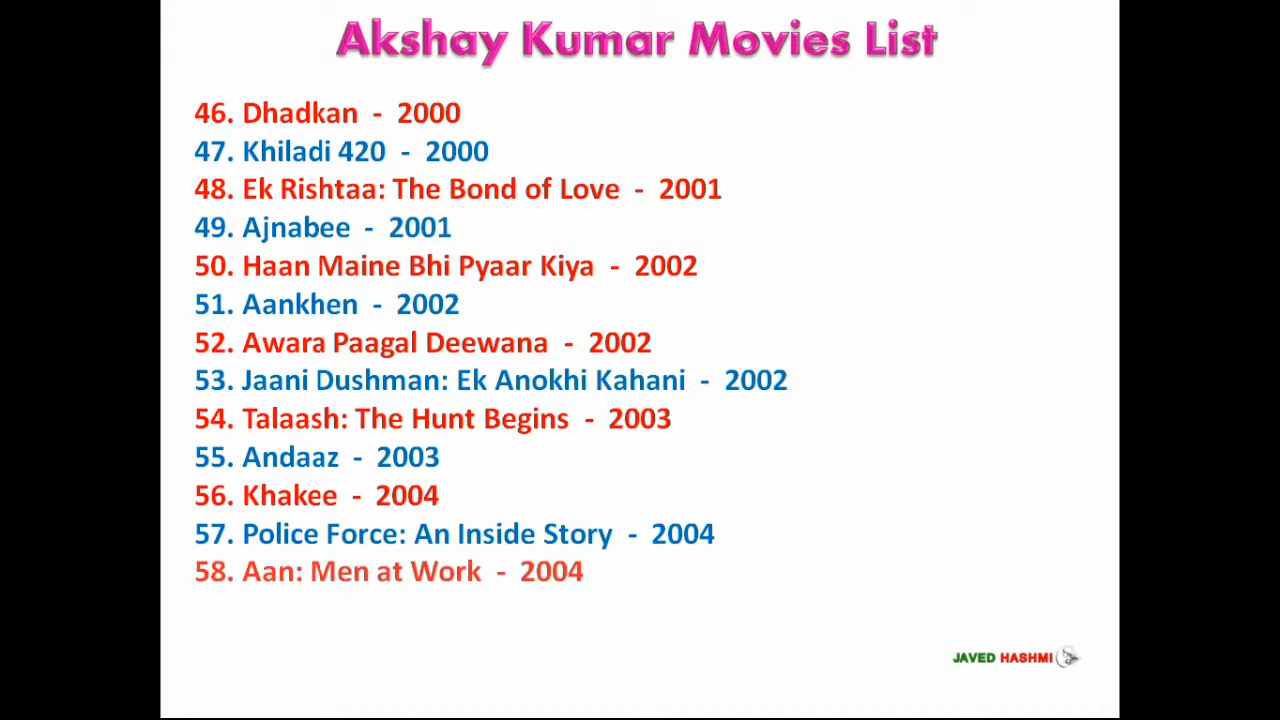 Akshay Kumar Movies List
46. Dhadkan - 2000
47. Khiladi 420 - 2000
48. Ek Rishtaa: The Bond of Love - 2001
49. Ajnabee - 2001
50. Haan Maine Bhi Pyaar Kiya - 2002
51. Aankhen - 2002
52. Awara Paagal Deewana - 2002
53. Jaani Dushman: Ek Anokhi Kahani - 2002
54. Talaash: The Hunt Begins - 2003
55. Andaaz - 2003
56. Khakee - 2004
57. Police Force: An Inside Story - 2004
58. Aan: Men at Work - 2004
JAVED HASHMI